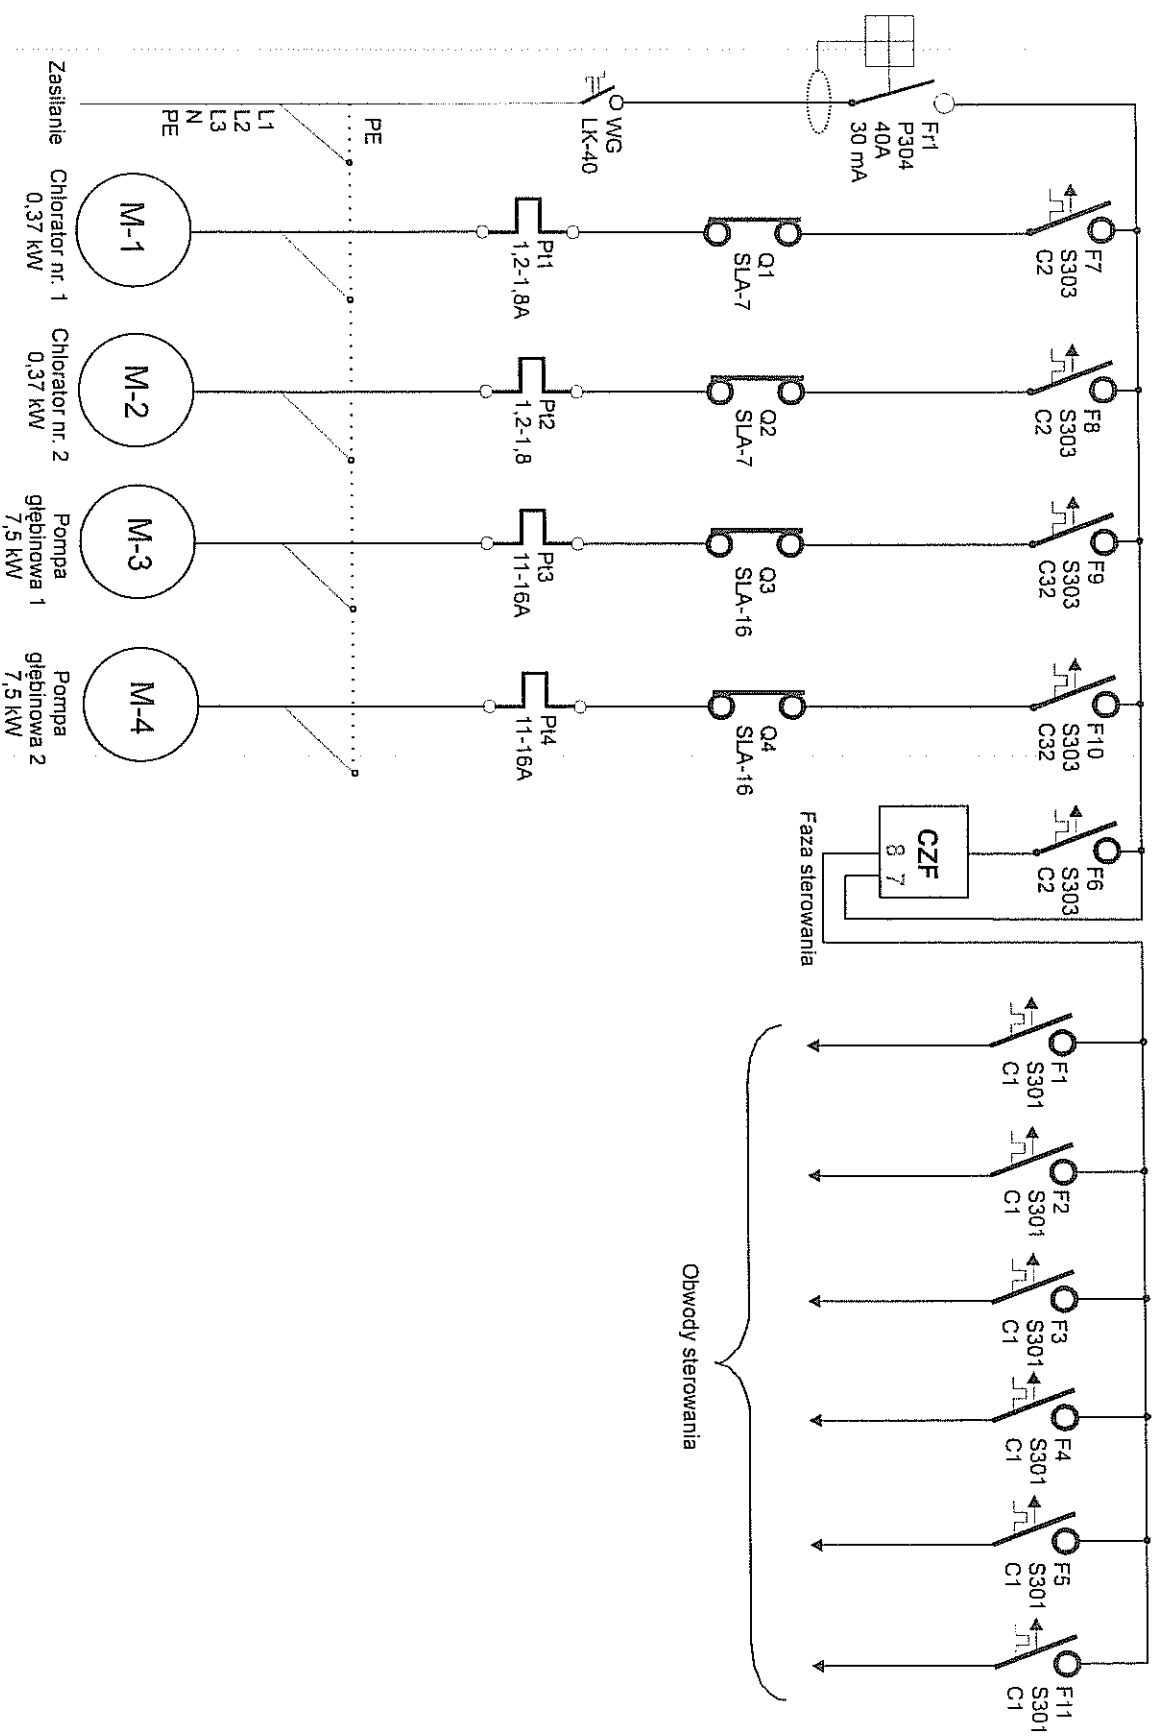 Fr1
P304
40A
30 mA
WG
LK-40
PE
L1
L2
L3
N
PE
Zasilanie
F7
S303
C2
Q1
SLA-7
Pt1
1,2-1,8A
M-1
Chlorator nr. 1
0,37 kW
F8
S303
C2
Q2
SLA-7
Pt2
1,2-1,8
M-2
Chlorator nr. 2
0,37 kW
F9
S303
C32
Q3
SLA-16
Pt3
11-16A
M-3
Pompa
głębinowa 1
7,5 kW
F10
S303
C32
Q4
SLA-16
Pt4
11-16A
M-4
Pompa
głębinowa 2
7,5 kW
F6
S303
C2
CZF
8 7
Faza sterowania
F1
S301
C1
F2
S301
C1
F3
S301
C1
F4
S301
C1
F5
S301
C1
F11
S301
C1
Obwody sterowania